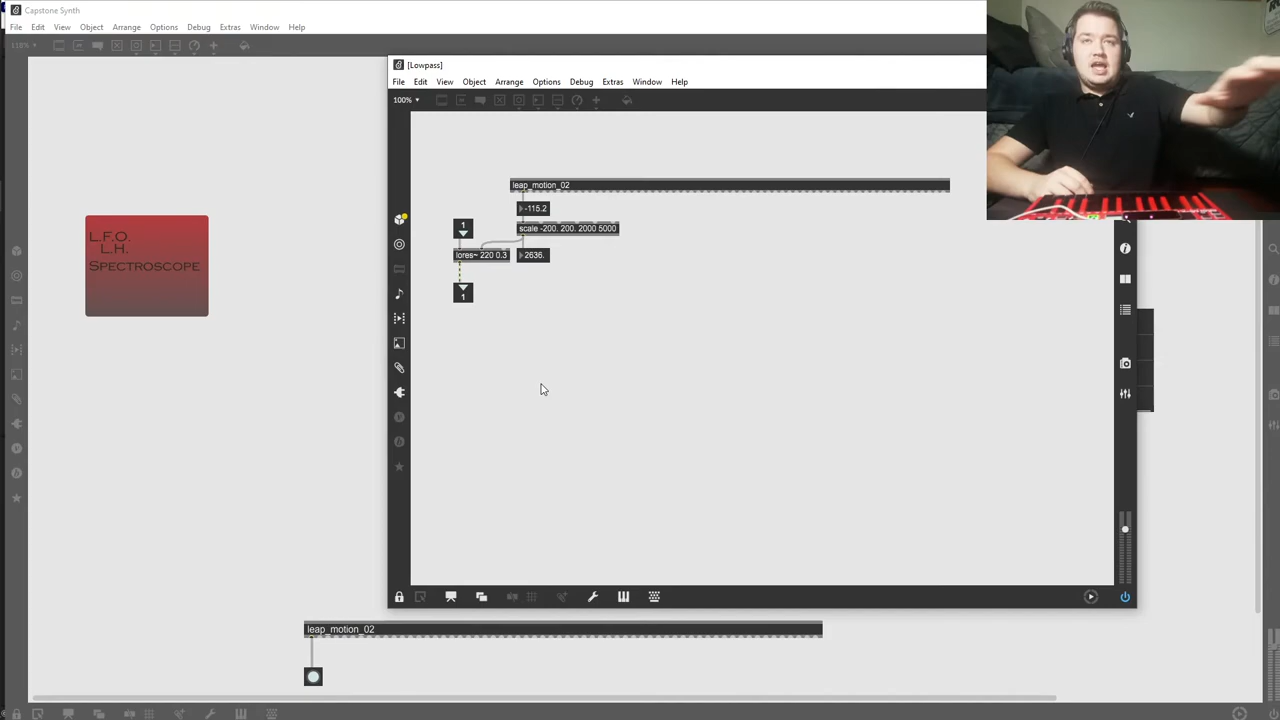 Capstone Synth
File Edit View Object Arrange Options Debug Extras Window Help
118%
[Lowpass]
File Edit View Object Arrange Options Debug Extras Window Help
100%
leap_motion_02
-115.2
1
scale -200. 200. 2000 5000
lores~ 220 0.3
2636.
1
L.F.O.
L.H.
Spectroscope
leap_motion_02